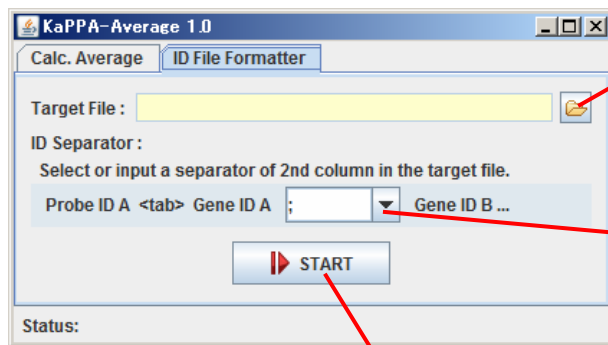 KaPPA-Average 1.0
Calc. Average ID File Formatter
Target File :
ID Separator :
Select or input a separator of 2nd column in the target file.
Probe ID A <tab> Gene ID A ; Gene ID B ...
START
Status: